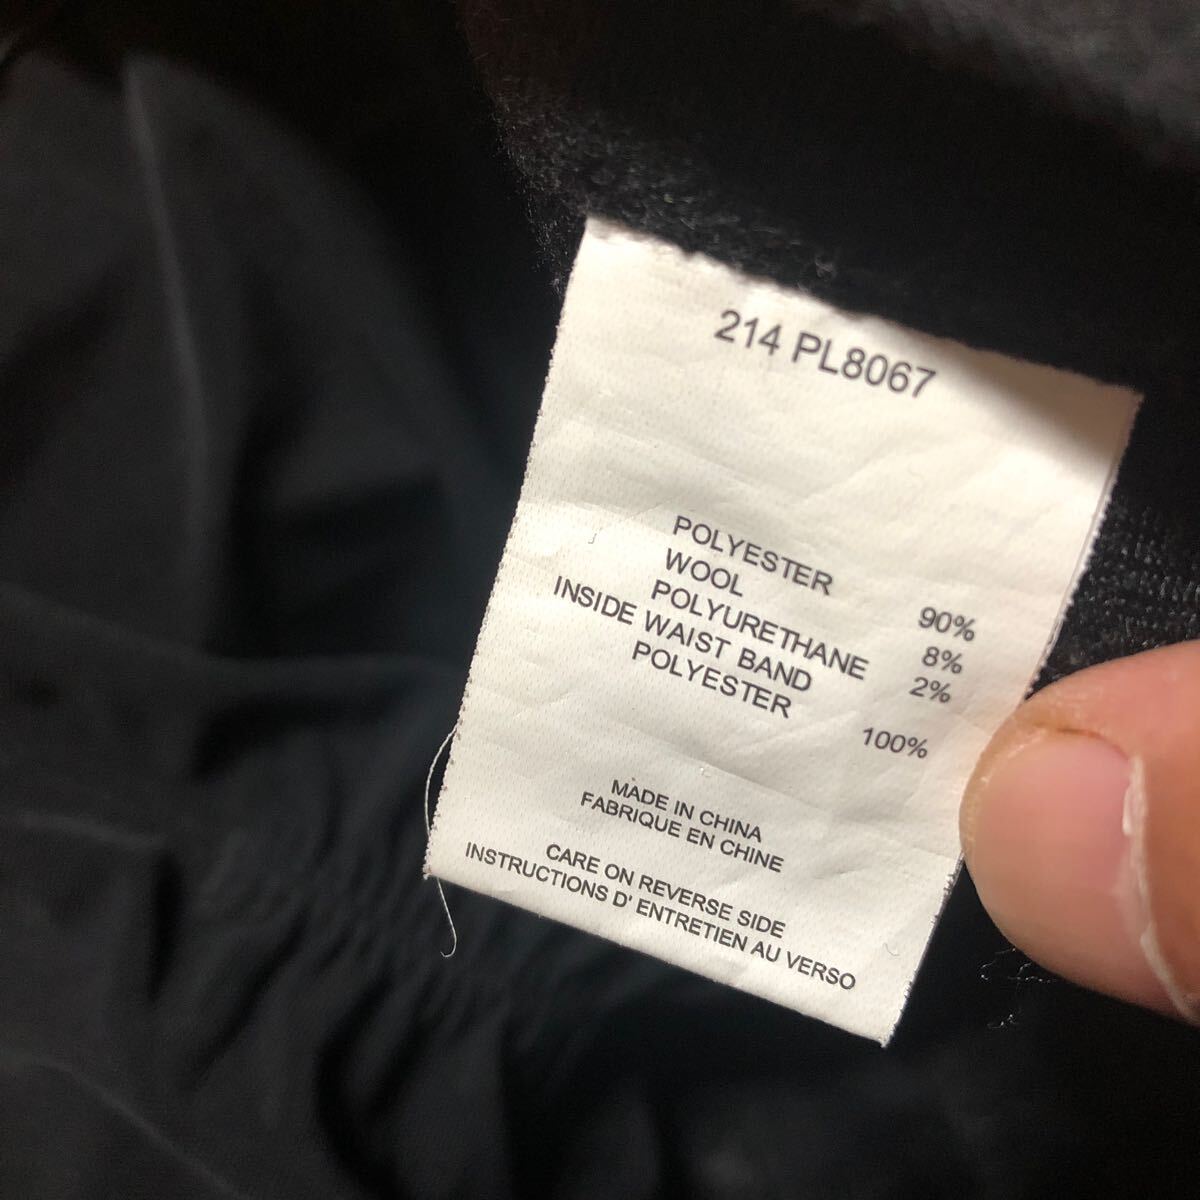 214 PL8067
POLYESTER 90%
WOOL 8%
POLYURETHANE 2%
INSIDE WAIST BAND
POLYESTER 100%
MADE IN CHINA
FABRIQUE EN CHINE
CARE ON REVERSE SIDE
INSTRUCTIONS D' ENTRETIEN AU VERSO